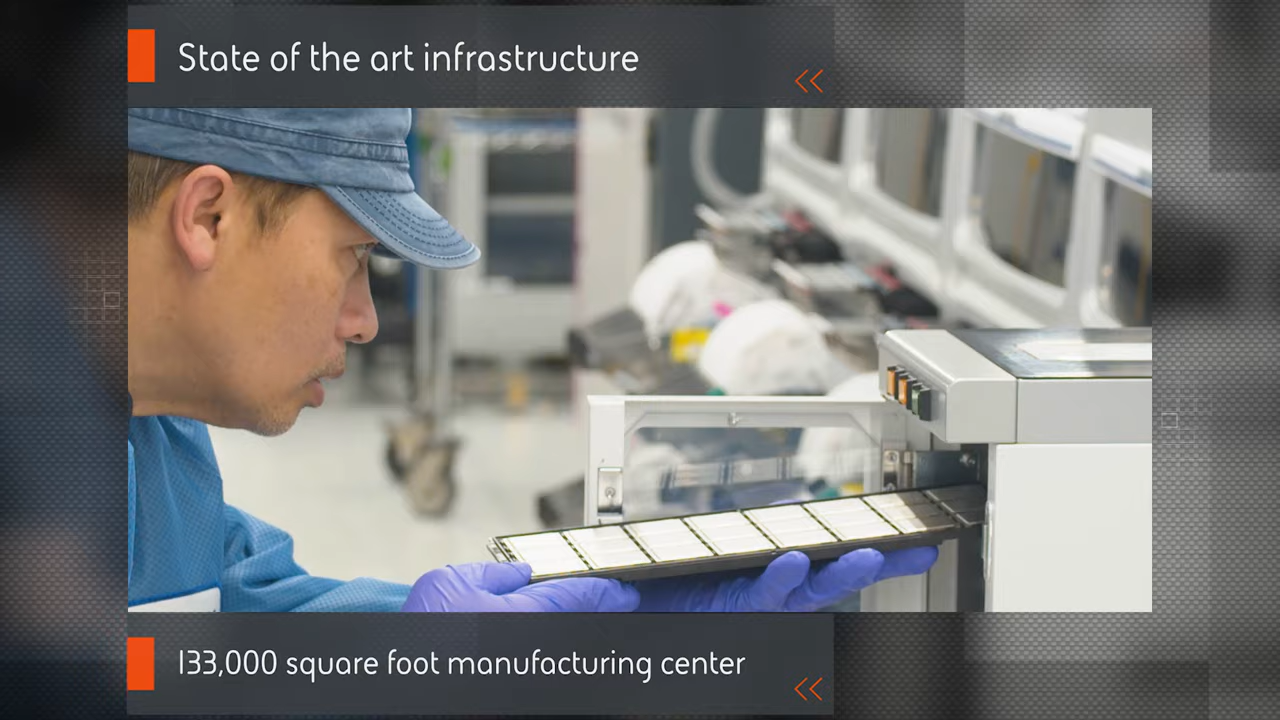 State of the art infrastructure
133,000 square foot manufacturing center